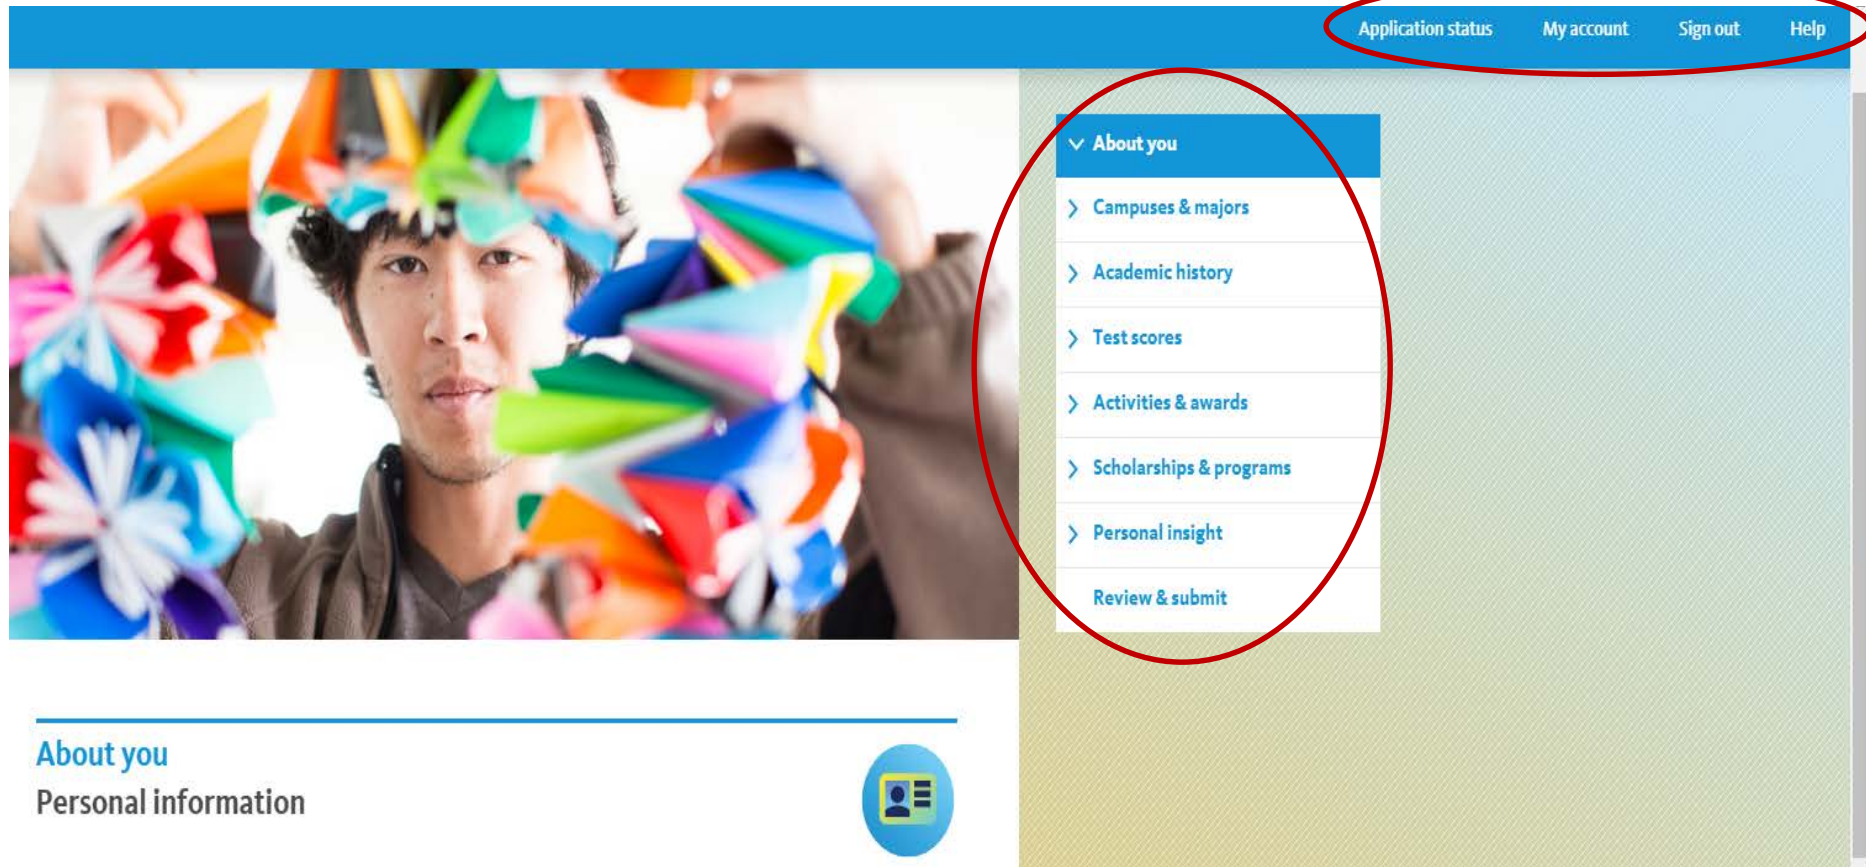 Application status My account Sign out Help
About you
Campuses & majors
Academic history
Test scores
Activities & awards
Scholarships & programs
Personal insight
Review & submit
About you
Personal information